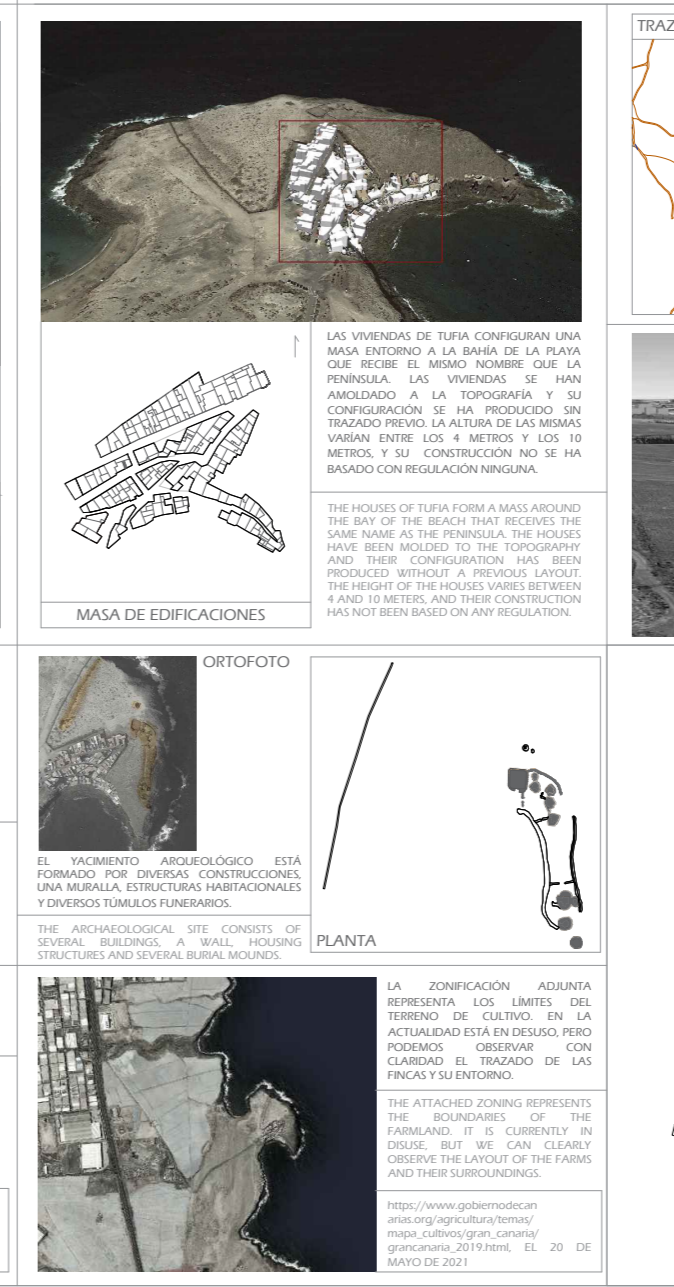 TRAZ
LAS VIVIENDAS DE TUFIA CONFIGURAN UNA
MASA ENTORNO A LA BAHÍA DE LA PLAYA
QUE RECIBE EL MISMO NOMBRE QUE LA
PENÍNSULA. LAS VIVIENDAS SE HAN
AMOLDADO A LA TOPOGRAFÍA Y SU
CONFIGURACIÓN SE HA PRODUCIDO SIN
TRAZADO PREVIO. LA ALTURA DE LAS MISMAS
VARÍAN ENTRE LOS 4 METROS Y LOS 10
METROS, Y SU CONSTRUCCIÓN NO SE HA
BASADO CON REGULACIÓN NINGUNA.
THE HOUSES OF TUFIA FORM A MASS AROUND
THE BAY OF THE BEACH THAT RECEIVES THE
SAME NAME AS THE PENINSULA. THE HOUSES
HAVE BEEN MOLDED TO THE TOPOGRAPHY
AND THEIR CONFIGURATION HAS BEEN
PRODUCED WITHOUT A PREVIOUS LAYOUT.
THE HEIGHT OF THE HOUSES VARIES BETWEEN
4 AND 10 METERS, AND THEIR CONSTRUCTION
HAS NOT BEEN BASED ON ANY REGULATION.
MASA DE EDIFICACIONES
ORTOFOTO
EL YACIMIENTO ARQUEOLÓGICO ESTÁ
FORMADO POR DIVERSAS CONSTRUCCIONES,
UNA MURALLA, ESTRUCTURAS HABITACIONALES
Y DIVERSOS TÚMULOS FUNERARIOS.
THE ARCHAEOLOGICAL SITE CONSISTS OF
SEVERAL BUILDINGS, A WALL, HOUSING
STRUCTURES AND SEVERAL BURIAL MOUNDS.
PLANTA
LA ZONIFICACIÓN ADJUNTA
REPRESENTA LOS LÍMITES DEL
TERRENO DE CULTIVO. EN LA
ACTUALIDAD ESTÁ EN DESUSO, PERO
PODEMOS OBSERVAR CON
CLARIDAD EL TRAZADO DE LAS
FINCAS Y SU ENTORNO.
THE ATTACHED ZONING REPRESENTS
THE BOUNDARIES OF THE
FARMLAND. IT IS CURRENTLY IN
DISUSE, BUT WE CAN CLEARLY
OBSERVE THE LAYOUT OF THE FARMS
AND THEIR SURROUNDINGS.
https://www.gobiernodecan
arias.org/agricultura/temas/
mapa_cultivos/gran_canaria/
grancanaria_2019.html, EL 20 DE
MAYO DE 2021